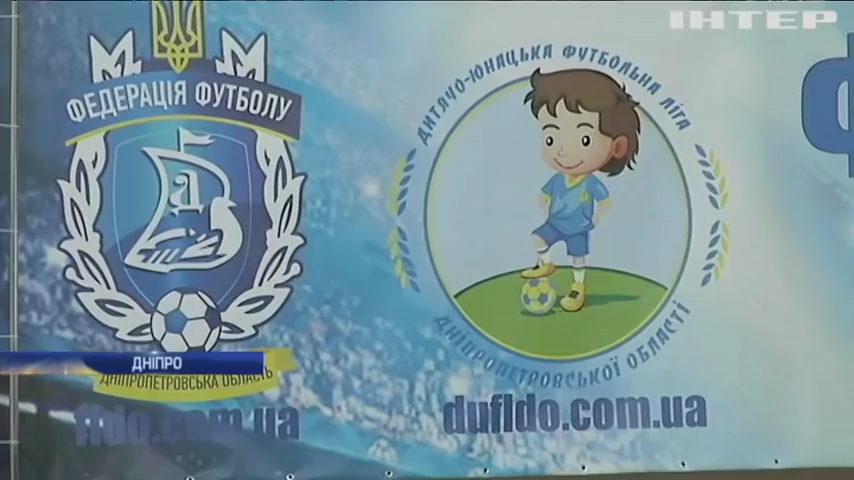 ІНТЕР
ФЕДЕРАЦІЯ ФУТБОЛУ
Д
ДНІПРО
ДНІПРОПЕТРОВСЬКА ОБЛАСТЬ
ffdo.com.ua
ДИТЯЧО-ЮНАЦЬКА ФУТБОЛЬНА ЛІГА
ДНІПРОПЕТРОВСЬКОЇ ОБЛАСТІ
dufldo.com.ua
Ф